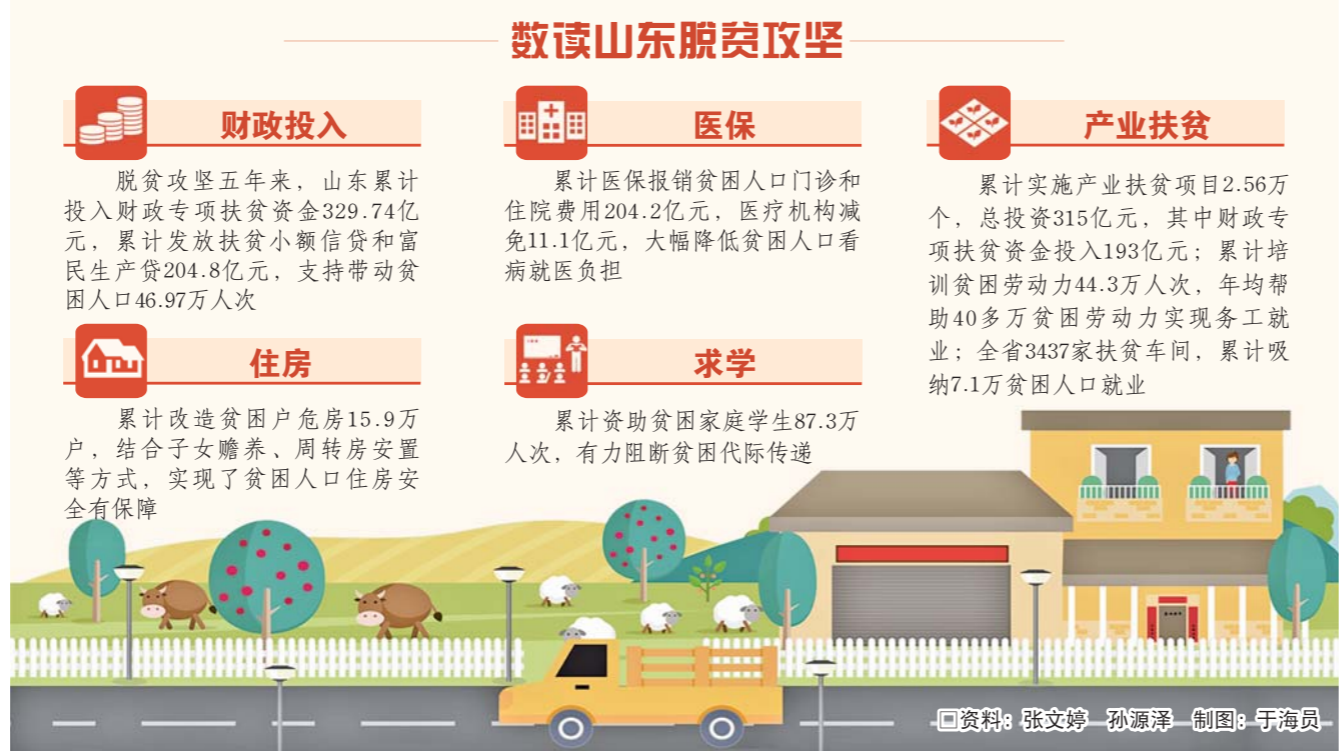 数读山东脱贫攻坚
财政投入
脱贫攻坚五年来，山东累计
投入财政专项扶贫资金329.74亿
元，累计发放扶贫小额信贷和富
民生产贷204.8亿元，支持带动贫
困人口46.97万人次
医保
累计医保报销贫困人口门诊和
住院费用204.2亿元，医疗机构减
免11.1亿元，大幅降低贫困人口看
病就医负担
产业扶贫
累计实施产业扶贫项目2.56万
个，总投资315亿元，其中财政专
项扶贫资金投入193亿元；累计培
训贫困劳动力44.3万人次，年均帮
助40多万贫困劳动力实现务工就
业；全省3437家扶贫车间，累计吸
纳7.1万贫困人口就业
住房
累计改造贫困户危房15.9万
户，结合子女赡养、周转房安置
等方式，实现了贫困人口住房安
全有保障
求学
累计资助贫困家庭学生87.3万
人次，有力阻断贫困代际传递
□资料：张文婷　孙源泽　制图：于海员